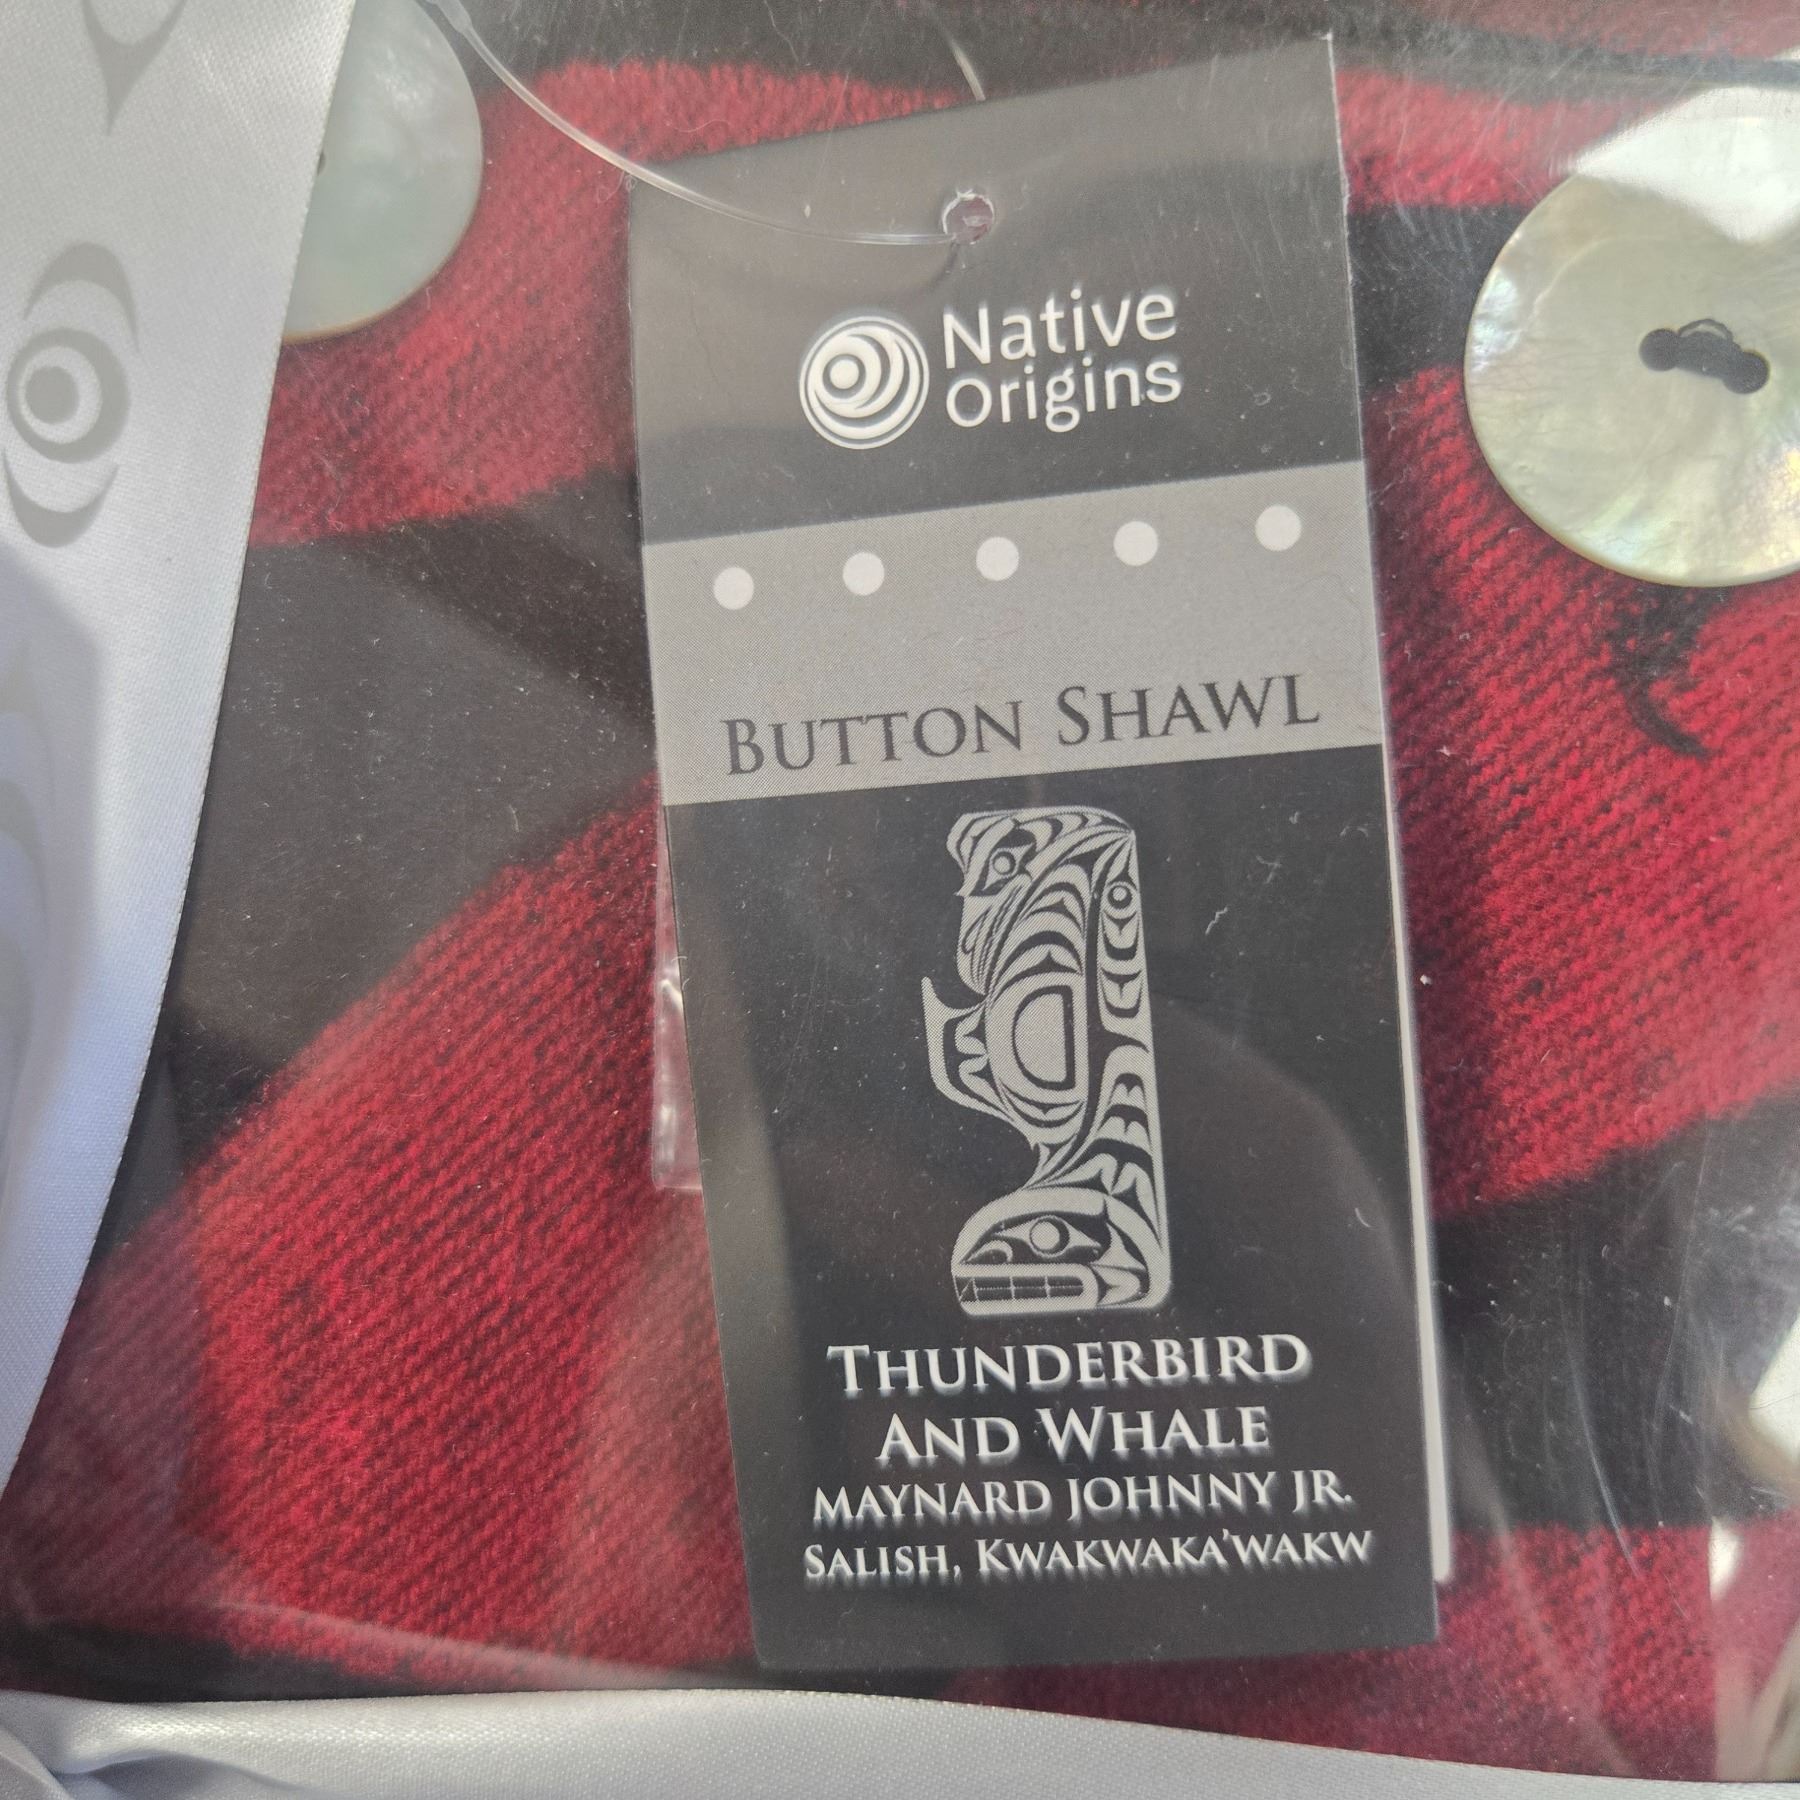 Native
Origins
BUTTON SHAWL
THUNDERBIRD
AND WHALE
MAYNARD JOHNNY JR.
SALISH, KWAKWAKA'WAKW